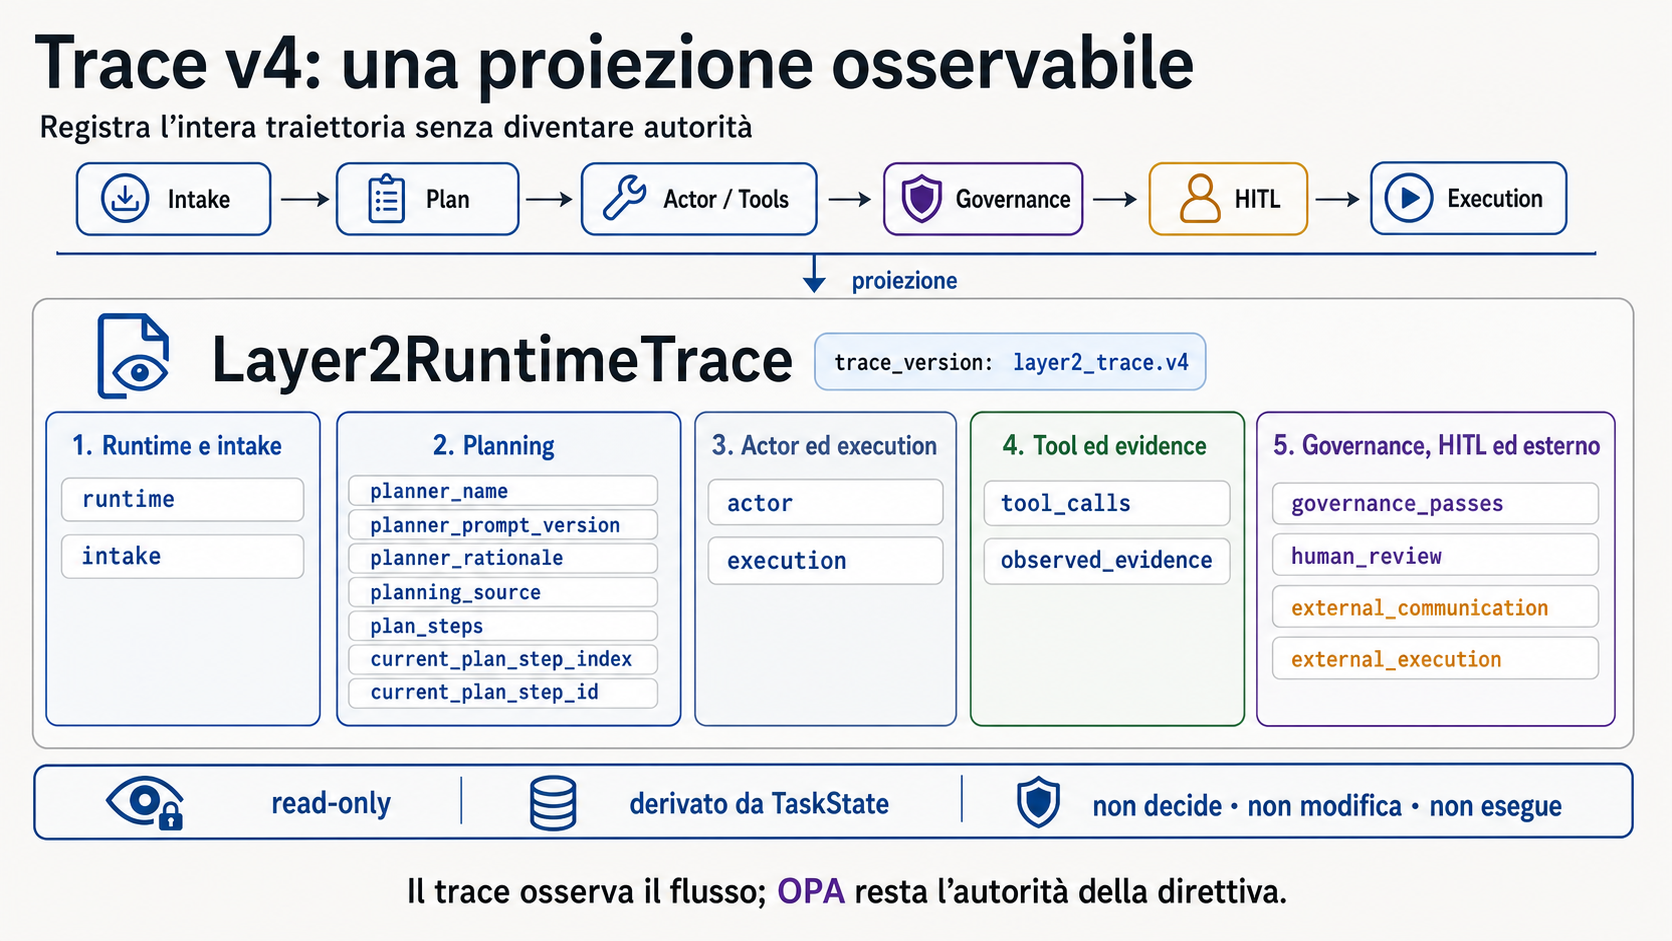 Trace v4: una proiezione osservabile
Registra l’intera traiettoria senza diventare autorità
Intake
Plan
Actor / Tools
Governance
HITL
Execution
proiezione
Layer2RuntimeTrace
trace_version: layer2_trace.v4
1. Runtime e intake
runtime
intake
2. Planning
planner_name
planner_prompt_version
planner_rationale
planning_source
plan_steps
current_plan_step_index
current_plan_step_id
3. Actor ed execution
actor
execution
4. Tool ed evidence
tool_calls
observed_evidence
5. Governance, HITL ed esterno
governance_passes
human_review
external_communication
external_execution
read-only
derivato da TaskState
non decide • non modifica • non esegue
Il trace osserva il flusso; OPA resta l’autorità della direttiva.